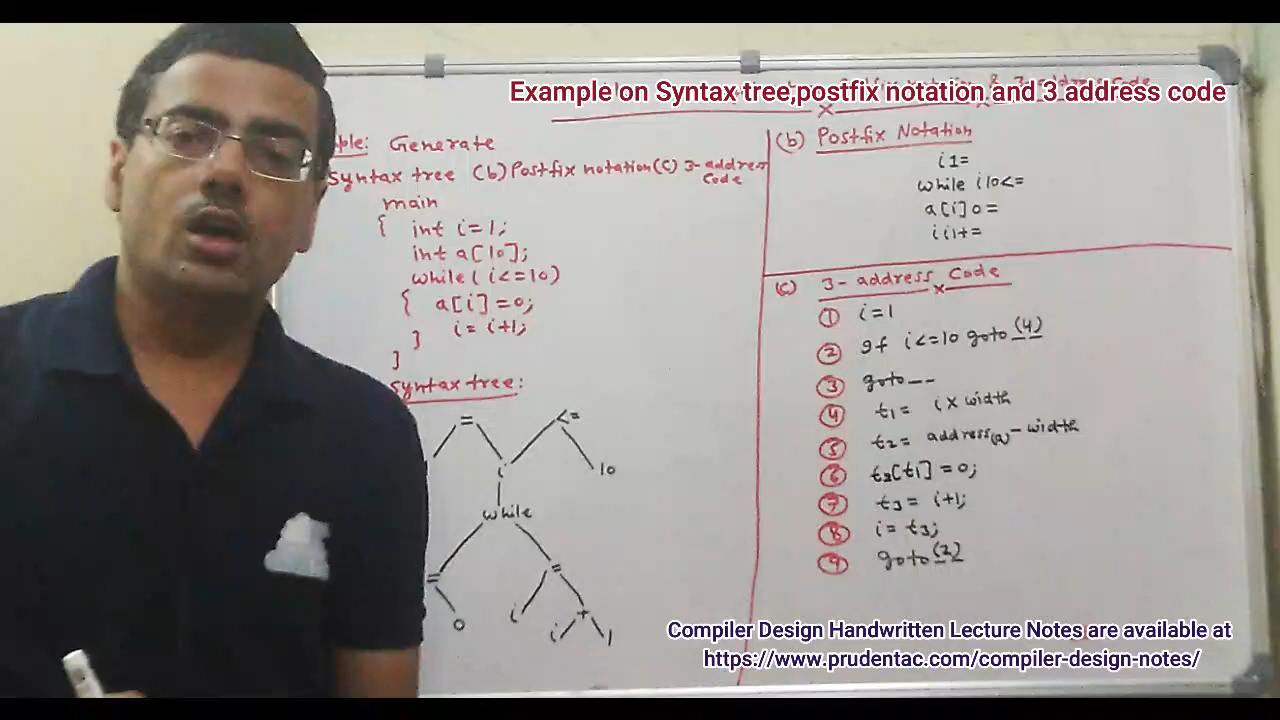 Example on Syntax tree,postfix notation and 3 address code
ple: Generate
Syntax tree (b) Postfix notation (c) 3-address
Code
main
{ int i=1;
int a[10];
while( i<=10)
{ a[i]=0;
i = i+1;
}
}
Syntax tree:
= <=
i 10
while
= =
0 i +
i 1
(b) Postfix Notation
i1=
while i10<=
a[i]0=
ii1+=
(c) 3-address Code
① i=1
② If i<=10 goto (4)
③ goto --
④ t1= i x width
⑤ t2= address(a)-width
⑥ t2[t1]=0;
⑦ t3= i+1;
⑧ i= t3;
⑨ goto (2)
Compiler Design Handwritten Lecture Notes are available at
https://www.prudentac.com/compiler-design-notes/